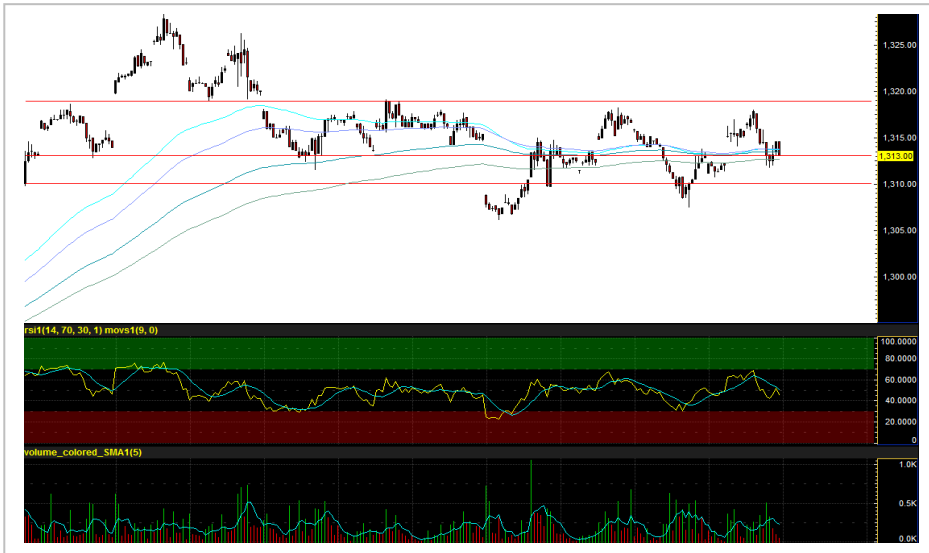 1,325.00
1,320.00
1,315.00
1,313.00
1,310.00
1,305.00
1,300.00
rsi1(14, 70, 30, 1) movs1(9, 0)
100.0000
80.0000
60.0000
40.0000
20.0000
0
volume_colored_SMA1(5)
1.0K
0.5K
0.0K